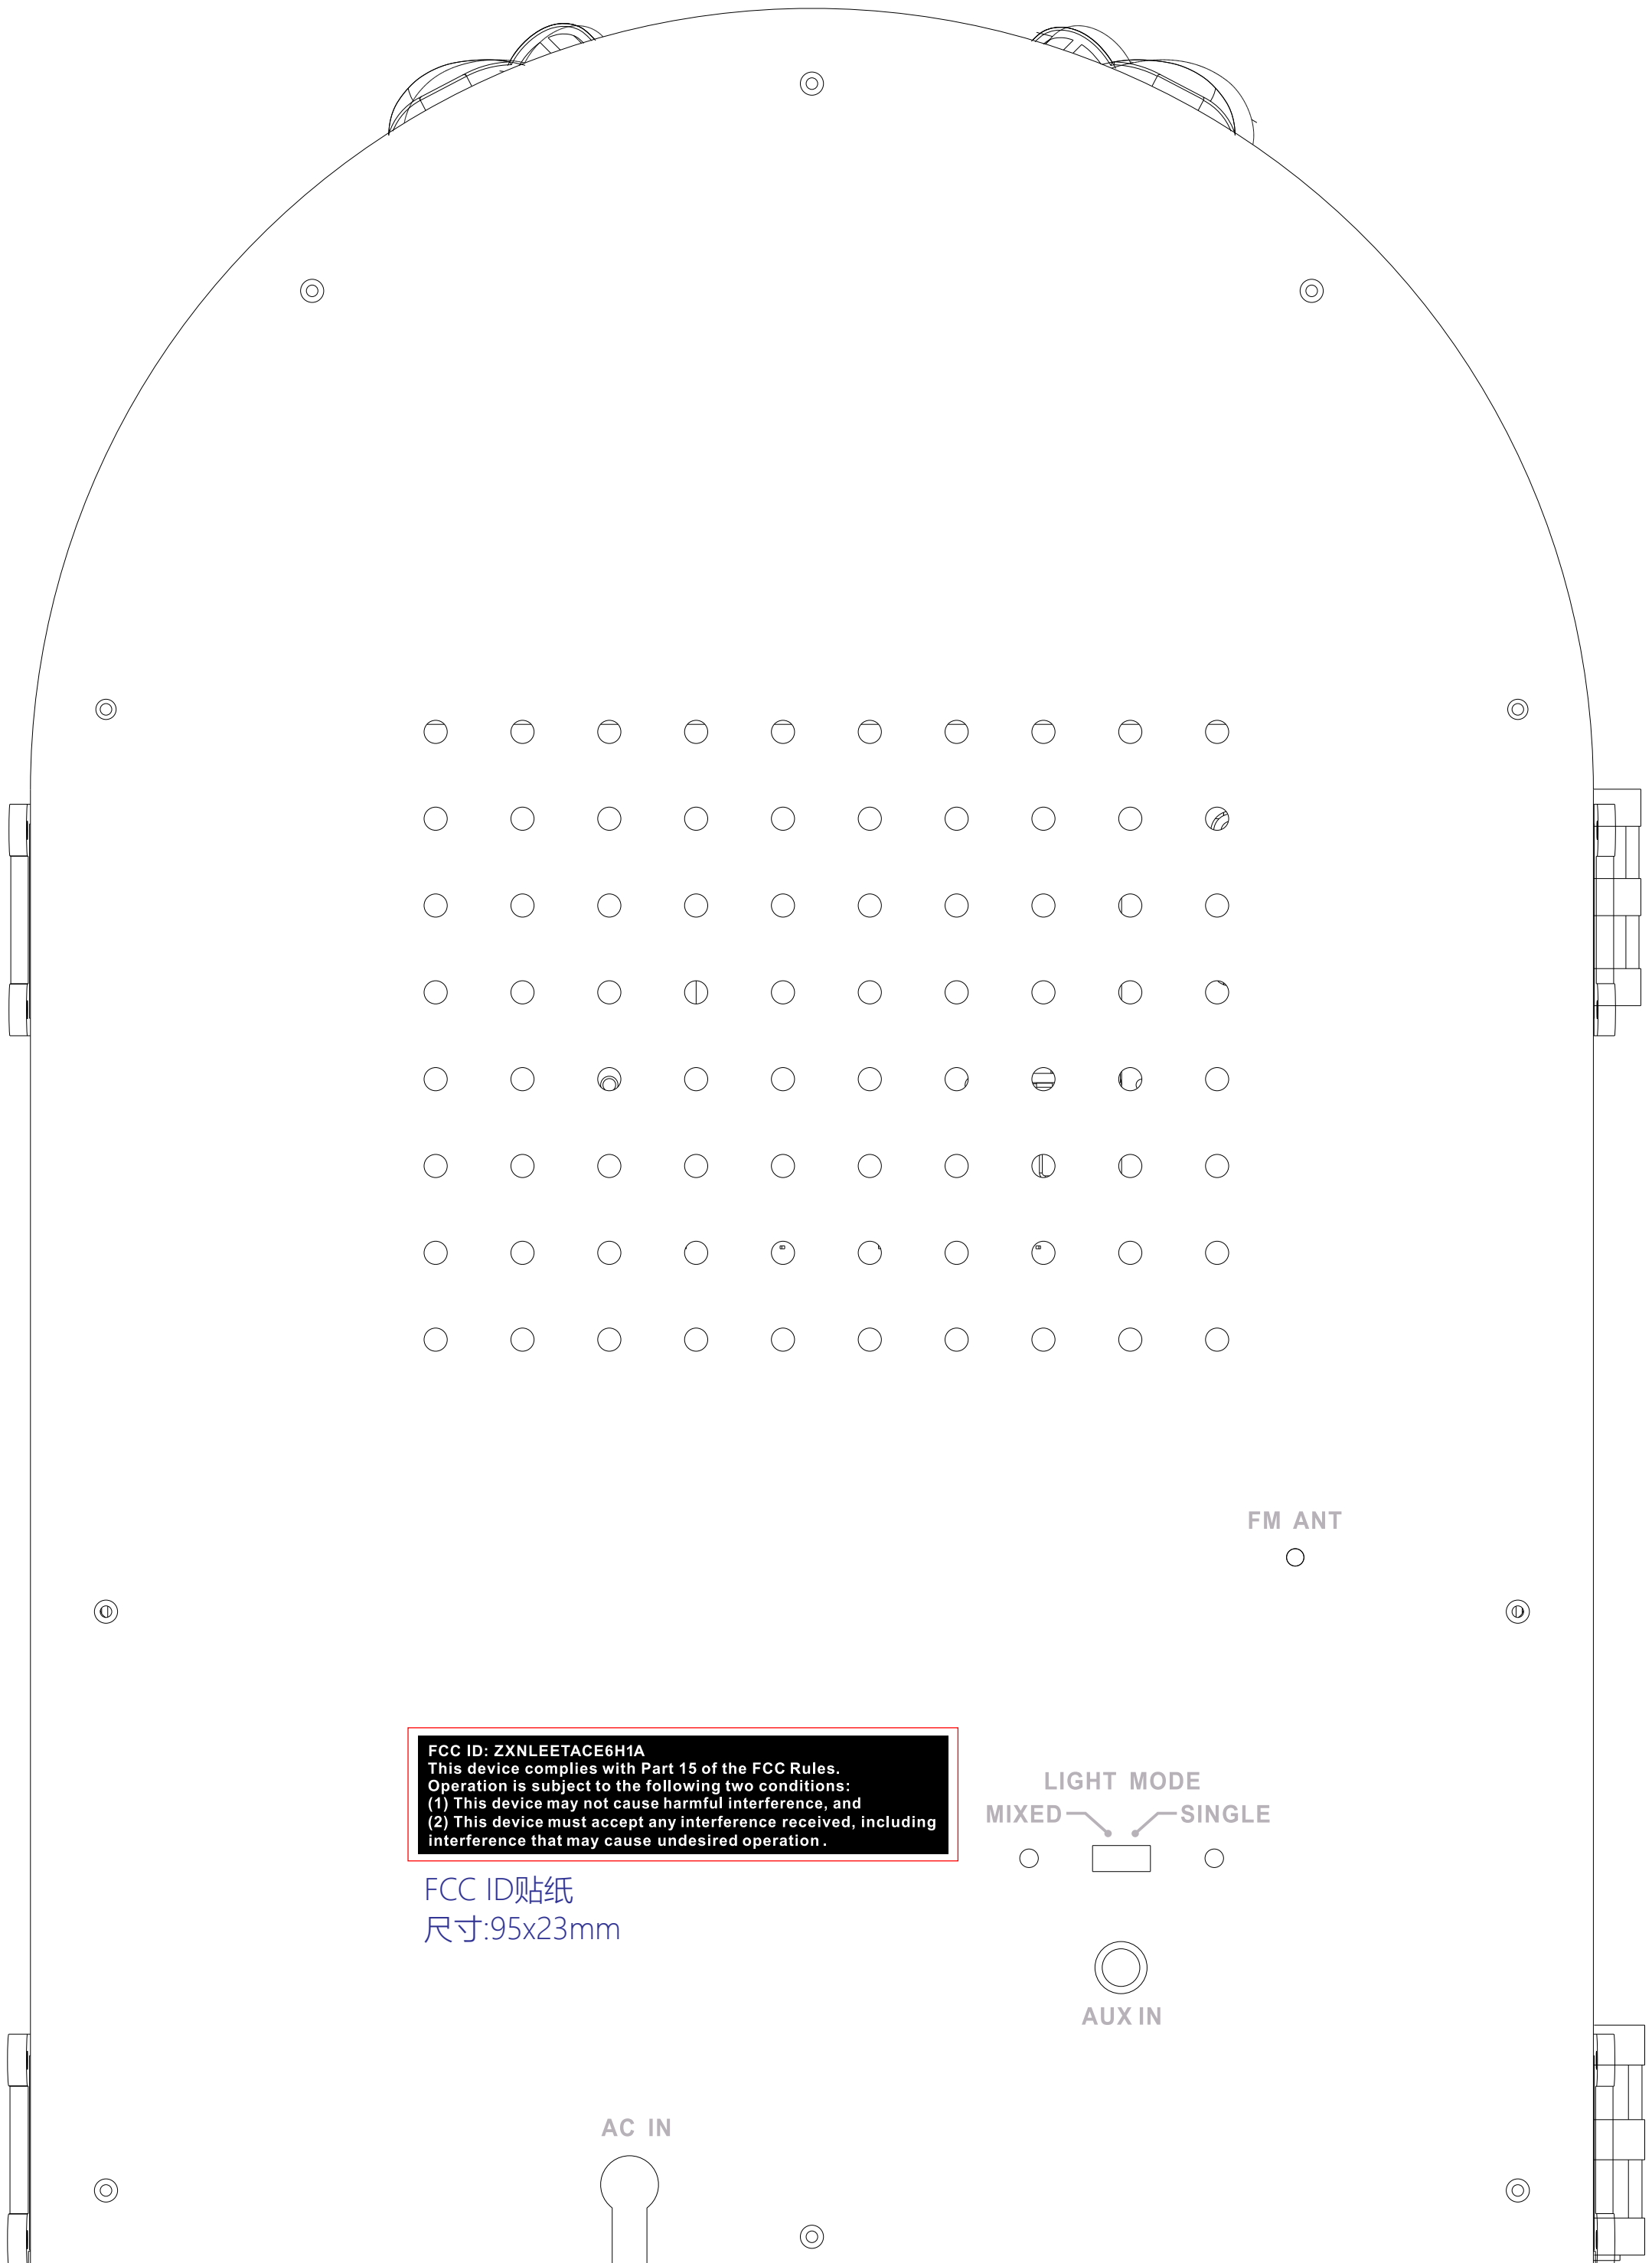 FM ANT
FCC ID: ZXNLEETACE6H1A
This device complies with Part 15 of the FCC Rules.
Operation is subject to the following two conditions:
(1) This device may not cause harmful interference, and
(2) This device must accept any interference received, including
interference that may cause undesired operation.
LIGHT MODE
MIXED SINGLE
FCC ID贴纸
尺寸:95x23mm
AUX IN
AC IN